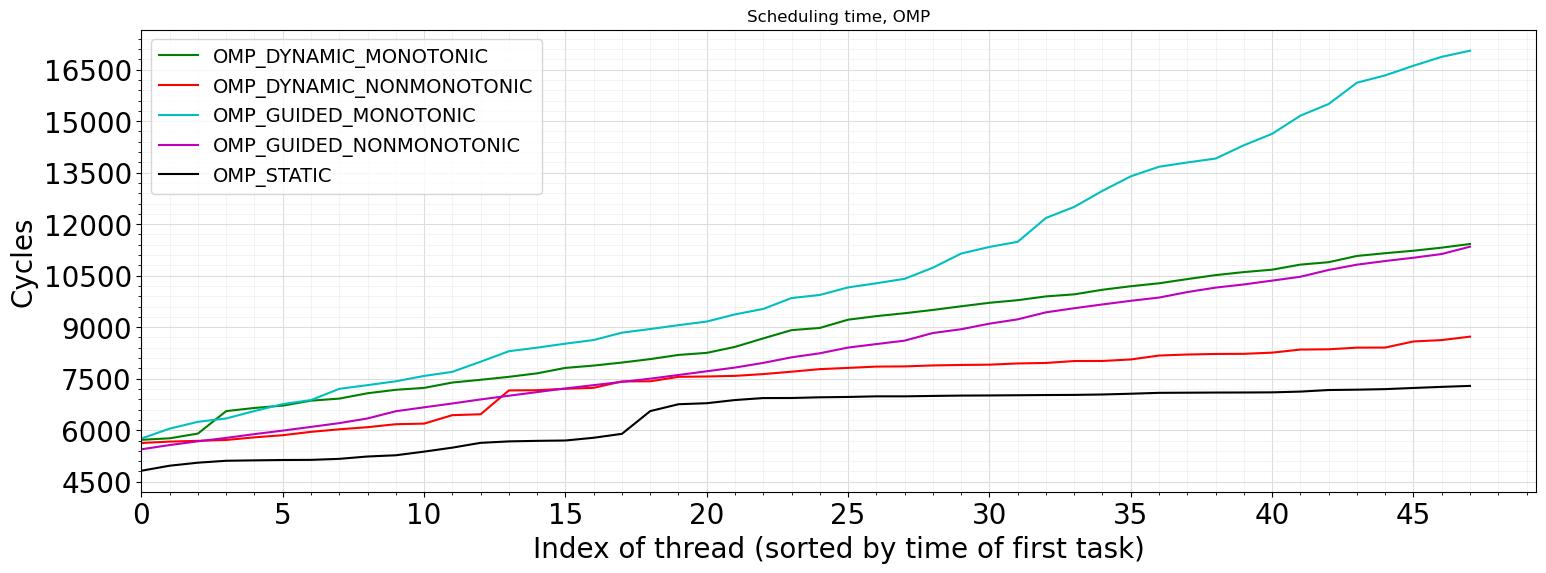 Scheduling time, OMP
OMP_DYNAMIC_MONOTONIC
OMP_DYNAMIC_NONMONOTONIC
OMP_GUIDED_MONOTONIC
OMP_GUIDED_NONMONOTONIC
OMP_STATIC
Cycles
16500
15000
13500
12000
10500
9000
7500
6000
4500
0 5 10 15 20 25 30 35 40 45
Index of thread (sorted by time of first task)